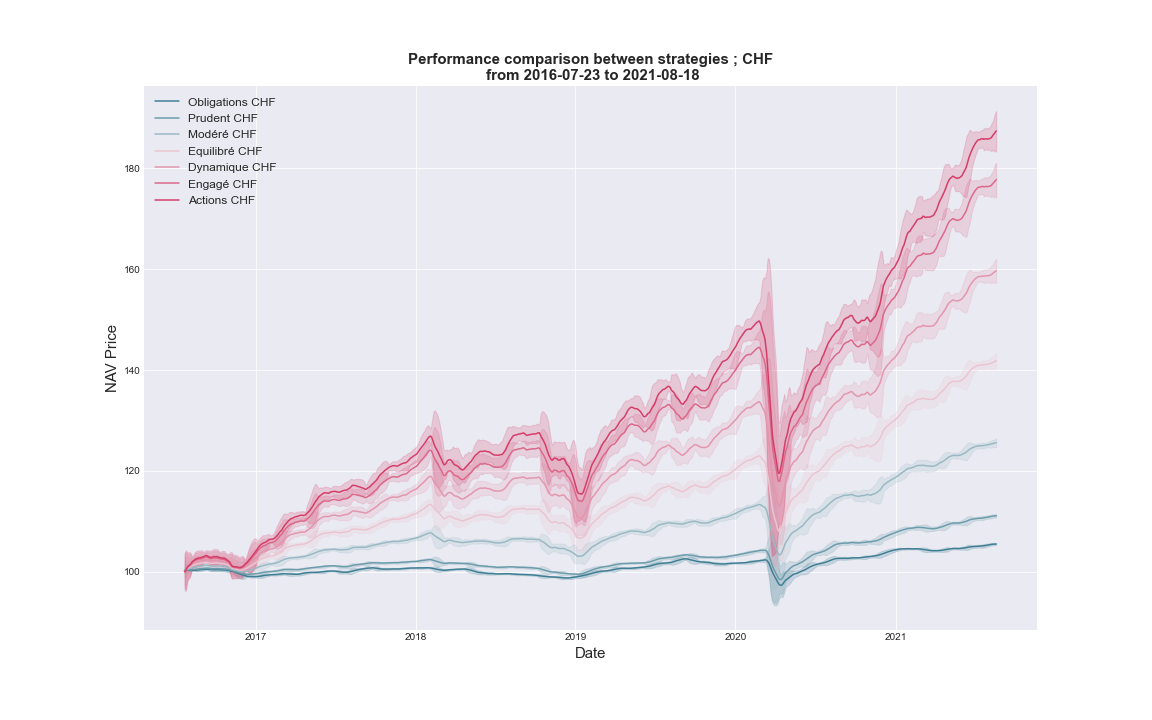 Performance comparison between strategies ; CHF
from 2016-07-23 to 2021-08-18
Obligations CHF
Prudent CHF
Modéré CHF
Equilibré CHF
Dynamique CHF
Engagé CHF
Actions CHF
NAV Price
180
160
140
120
100
2017 2018 2019 2020 2021
Date